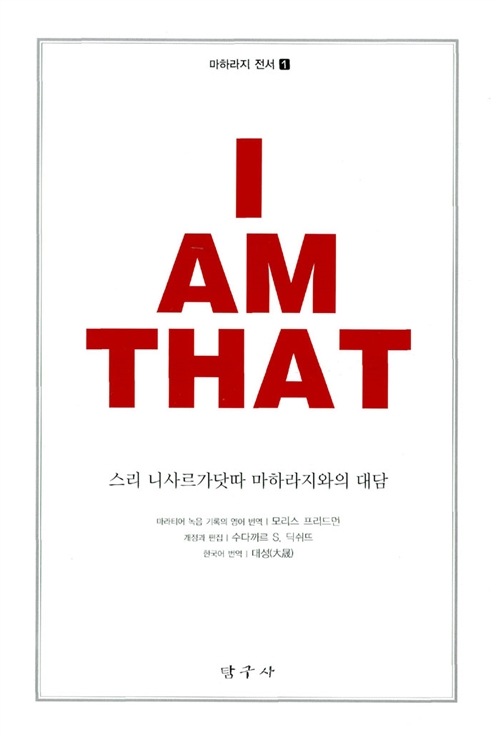 마하라지 전서 1
I
AM
THAT
스리 니사르가닷따 마하라지와의 대담
마라티어 녹음 기록의 영어 번역 | 모리스 프리드먼
개정과 편집 | 수다까르 S. 딕쉬뜨
한국어 번역 | 대성(大晟)
탐구사